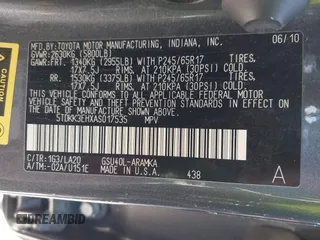 MFD. BY: TOYOTA MOTOR MANUFACTURING, INDIANA, INC. 06/10
GVWR: 2630KG (5800LB)
GAWR: FRT. 1340KG (2955LB) WITH P245/65R17 TIRES,
17X7.5J RIMS, AT 210KPA (30PSI) COLD.
RR. 1530KG (3375LB) WITH P245/65R17 TIRES,
17X7.5J RIMS, AT 210KPA (30PSI) COLD.
THIS VEHICLE CONFORMS TO ALL APPLICABLE FEDERAL
MOTOR VEHICLE SAFETY
STANDARDS IN EFFECT ON THE DATE OF
MANUFACTURE SHOWN ABOVE.
5TDKK3EHXAS017535 MPV
C/TR: 1G3/LA20 GSU40L-ARAMKA
A/TM: -02A/U151E MADE IN U.S.A.
438 A
DREAMBID